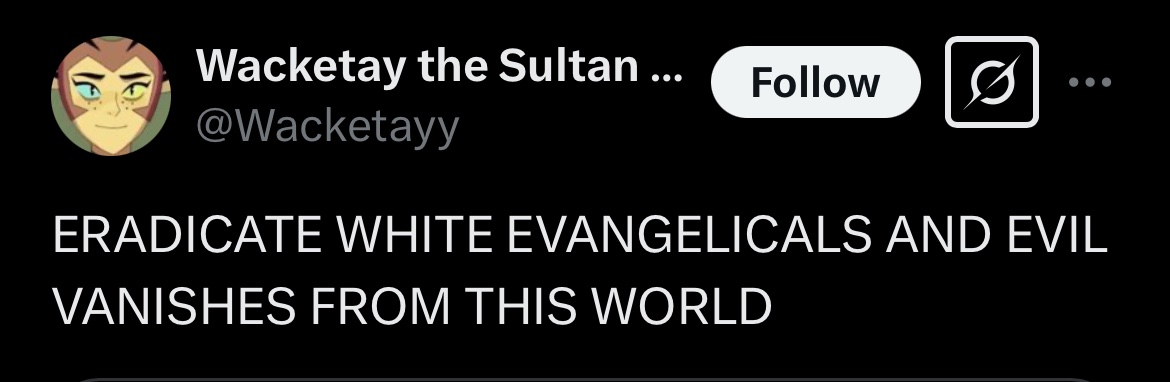 Wacketay the Sultan ...
Follow
@Wacketayy
ERADICATE WHITE EVANGELICALS AND EVIL
VANISHES FROM THIS WORLD